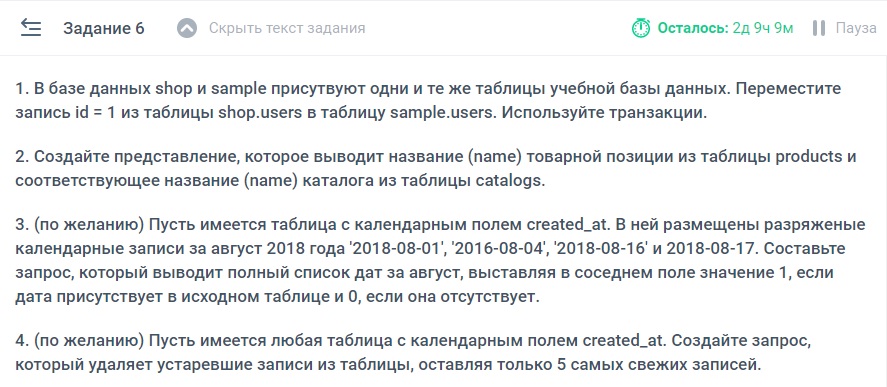 Задание 6
Скрыть текст задания
Осталось: 2д 9ч 9м
Пауза
1. В базе данных shop и sample присутвуют одни и те же таблицы учебной базы данных. Переместите
запись id = 1 из таблицы shop.users в таблицу sample.users. Используйте транзакции.
2. Создайте представление, которое выводит название (name) товарной позиции из таблицы products и
соответствующее название (name) каталога из таблицы catalogs.
3. (по желанию) Пусть имеется таблица с календарным полем created_at. В ней размещены разряженые
календарные записи за август 2018 года '2018-08-01', '2016-08-04', '2018-08-16' и 2018-08-17. Составьте
запрос, который выводит полный список дат за август, выставляя в соседнем поле значение 1, если
дата присутствует в исходном таблице и 0, если она отсутствует.
4. (по желанию) Пусть имеется любая таблица с календарным полем created_at. Создайте запрос,
который удаляет устаревшие записи из таблицы, оставляя только 5 самых свежих записей.